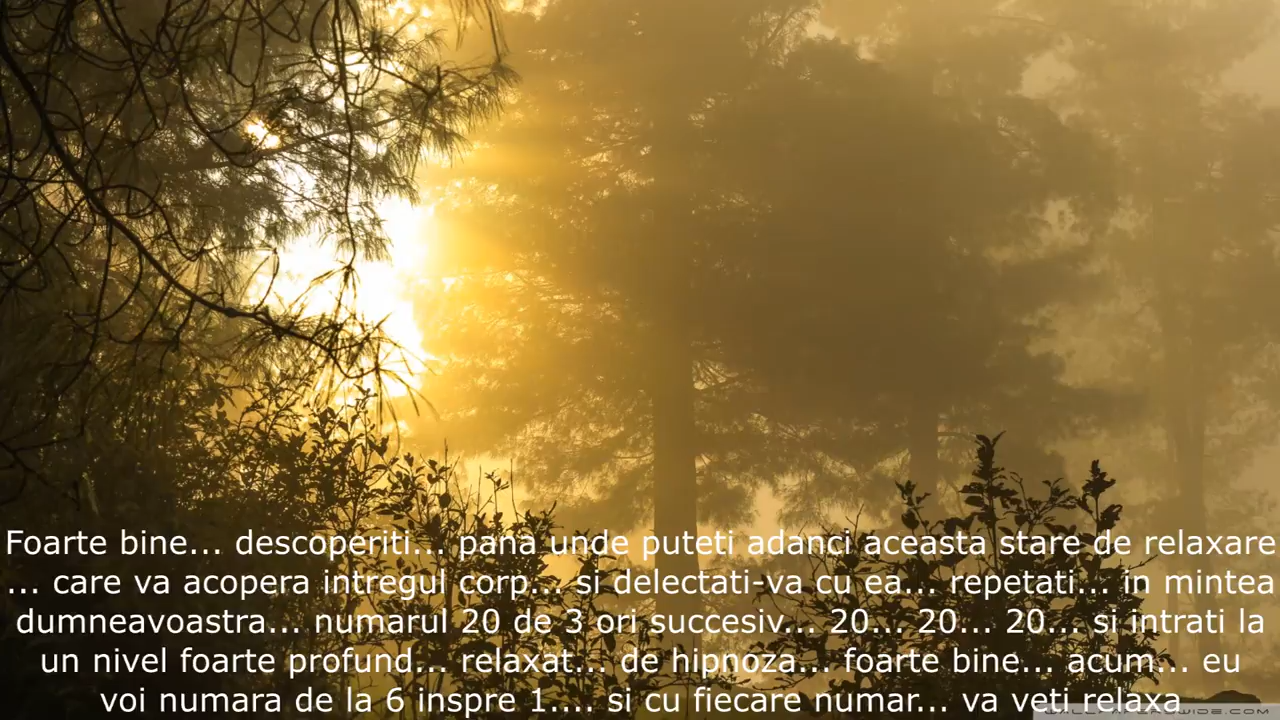 Foarte bine... descoperiti... pana unde puteti adanci aceasta stare de relaxare
... care va acopera intregul corp... si delectati-va cu ea... repetati... in mintea
dumneavoastra... numarul 20 de 3 ori succesiv... 20... 20... 20... si intrati la
un nivel foarte profund... relaxat... de hipnoza... foarte bine... acum... eu
voi numara de la 6 inspre 1.... si cu fiecare numar... va veti relaxa